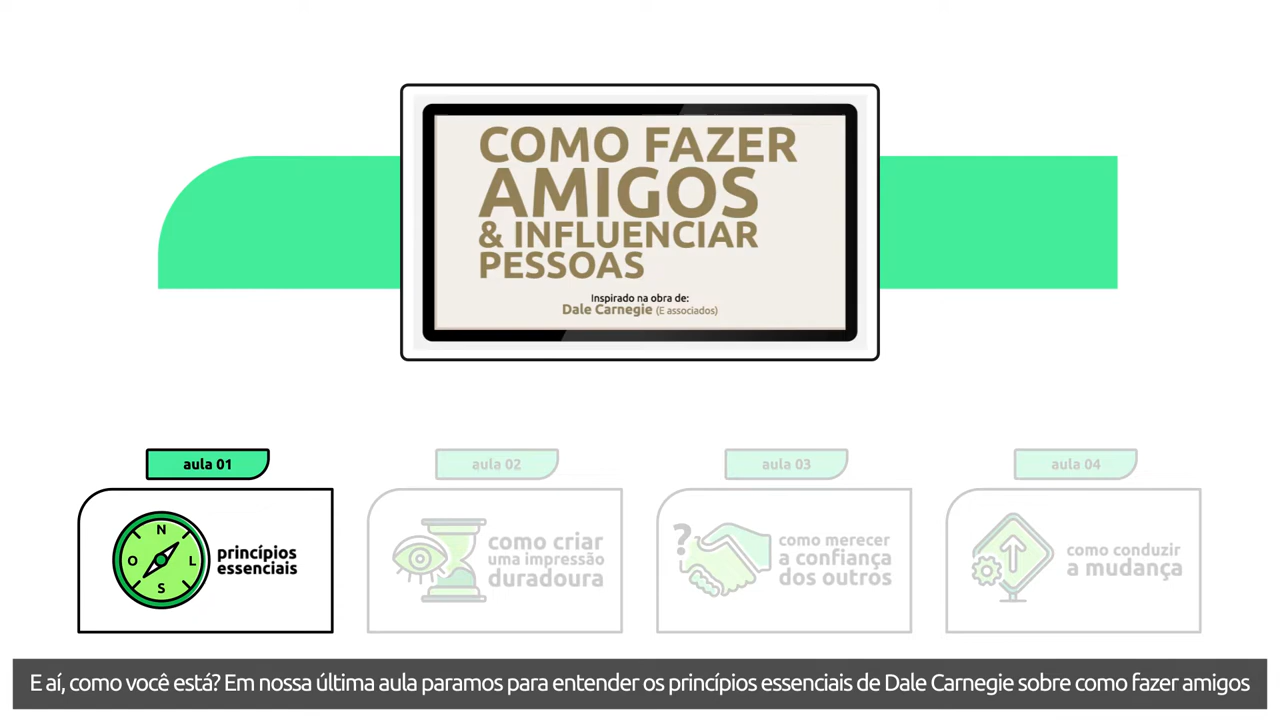 COMO FAZER
AMIGOS
& INFLUENCIAR
PESSOAS
Inspirado na obra de:
Dale Carnegie (E associados)
aula 01
N
O
L
S
princípios
essenciais
aula 02
como criar
uma impressão
duradoura
aula 03
?
como merecer
a confiança
dos outros
aula 04
como conduzir
a mudança
E aí, como você está? Em nossa última aula paramos para entender os princípios essenciais de Dale Carnegie sobre como fazer amigos